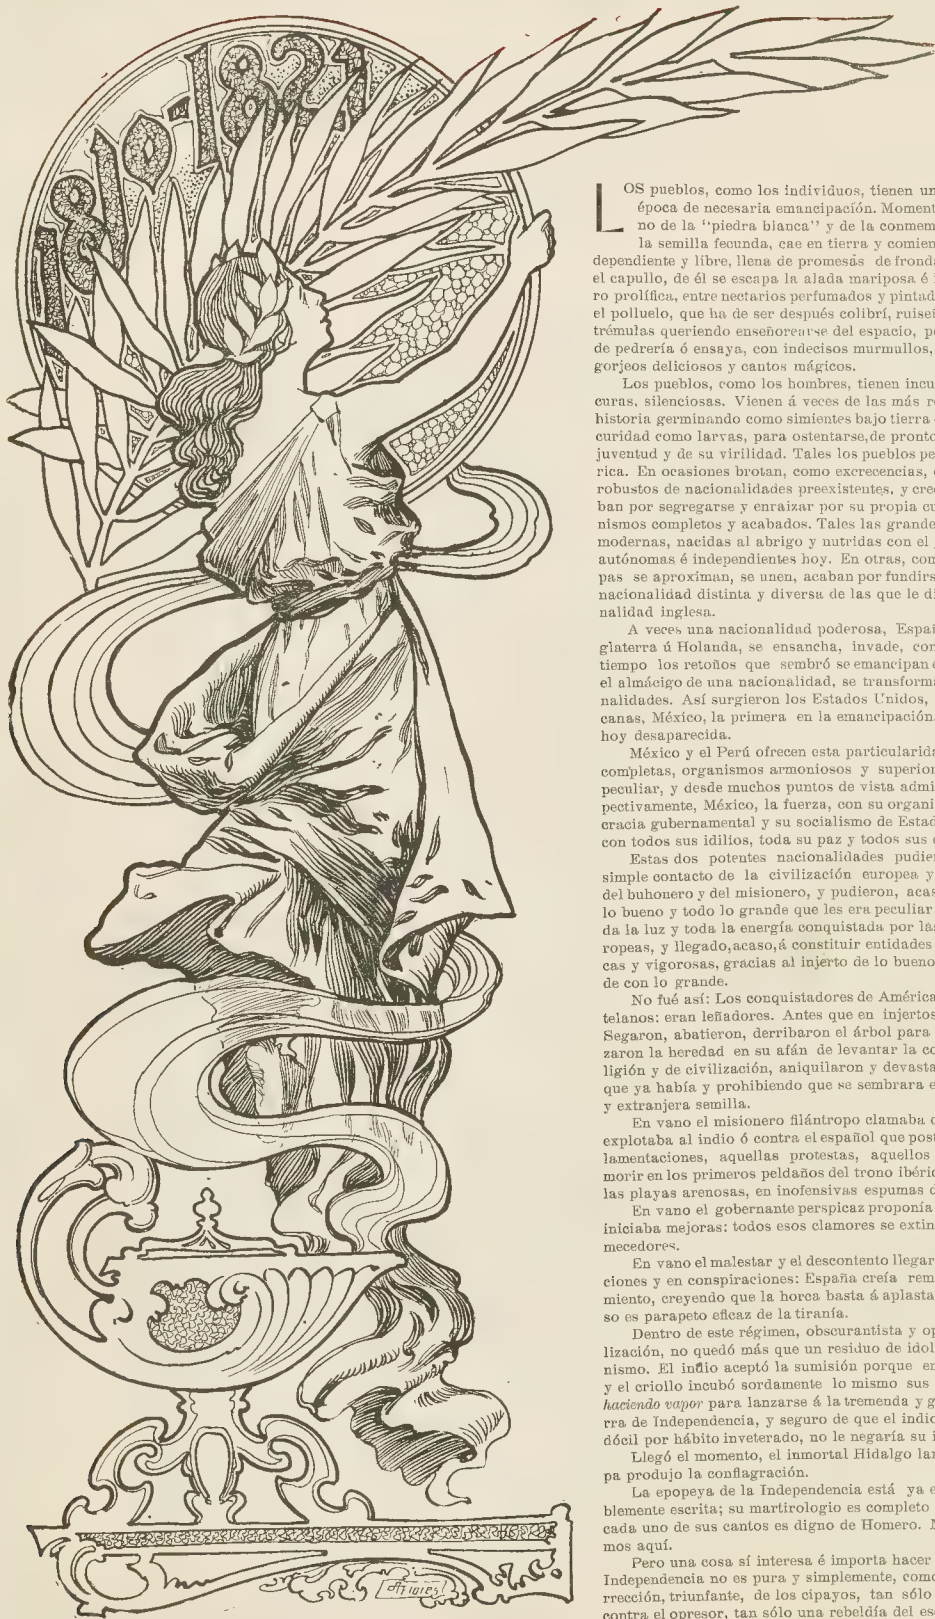 1810-1821
LOS pueblos, como los individuos, tienen un
época de necesaria emancipación. Moment
no de la "piedra blanca" y de la conmem
la semilla fecunda, cae en tierra y comien
dependiente y libre, llena de promesas de fronda
el capullo, de él se escapa la alada mariposa é
ro prolífica, entre nectarios perfumados y pintad
el polluelo, que ha de ser después colibrí, ruise
trémulas queriendo enseñorearse del espacio, p
de pedrería ó ensaya, con indecisos murmullos,
gorjeos deliciosos y cantos mágicos.
Los pueblos, como los hombres, tienen incu
curas, silenciosas. Vienen á veces de las más r
historia germinando como simientes bajo tierra
curidad como larvas, para ostentarse, de pronto
juventud y de su virilidad. Tales los pueblos pe
rica. En ocasiones brotan, como excrecencias,
robustos de nacionalidades preexistentes, y cre
ban por segregarse y enraizar por su propia cu
nismos completos y acabados. Tales las grande
modernas, nacidas al abrigo y nutridas con el
autónomas é independientes hoy. En otras, com
pas se aproximan, se unen, acaban por fundirs
nacionalidad distinta y diversa de las que le di
nalidad inglesa.
A veces una nacionalidad poderosa, Espa
glaterra ú Holanda, se ensancha, invade, con
tiempo los retoños que sembró se emancipan
el almácigo de una nacionalidad, se transforma
nalidades. Así surgieron los Estados Unidos,
canas, México, la primera en la emancipación
hoy desaparecida.
México y el Perú ofrecen esta particularida
completas, organismos armoniosos y superior
peculiar, y desde muchos puntos de vista admi
pectivamente, México, la fuerza, con su organi
cracia gubernamental y su socialismo de Estad
con todos sus idilios, toda su paz y todos sus
Estas dos potentes nacionalidades pudier
simple contacto de la civilización europea y
del buhonero y del misionero, y pudieron, acas
lo bueno y todo lo grande que les era peculiar
da la luz y toda la energía conquistada por las
ropeas, y llegado, acaso, á constituir entidades
cas y vigorosas, gracias al injerto de lo bueno
de con lo grande.
No fué así: Los conquistadores de América
telanos: eran leñadores. Antes que en injertos
Segaron, abatieron, derribaron el árbol para
zaron la heredad en su afán de levantar la co
ligión y de civilización, aniquilaron y devasta
que ya había y prohibiendo que se sembrara e
y extranjera semilla.
En vano el misionero filántropo clamaba
explotaba al indio ó contra el español que post
lamentaciones, aquellas protestas, aquellos
morir en los primeros peldaños del trono ibéric
las playas arenosas, en inofensivas espumas
En vano el gobernante perspicaz proponía
iniciaba mejoras: todos esos clamores se extin
mecedores.
En vano el malestar y el descontento llegar
ciones y en conspiraciones: España creía rem
miento, creyendo que la horca basta á aplasta
so es parapeto eficaz de la tiranía.
Dentro de este régimen, obscurantista y op
lización, no quedó más que un residuo de idol
nismo. El indio aceptó la sumisión porque en
y el criollo incubó sordamente lo mismo sus
haciendo vapor para lanzarse á la tremenda y g
rra de Independencia, y seguro de que el indio
dócil por hábito inveterado, no le negaría su
Llegó el momento, el inmortal Hidalgo lan
pa produjo la conflagración.
La epopeya de la Independencia está ya e
blemente escrita; su martirologio es completo
cada uno de sus cantos es digno de Homero. N
mos aquí.
Pero una cosa sí interesa é importa hacer
Independencia no es pura y simplemente, como
rrección, triunfante, de los cipayos, tan sólo
contra el opresor, tan sólo una rebeldía del es